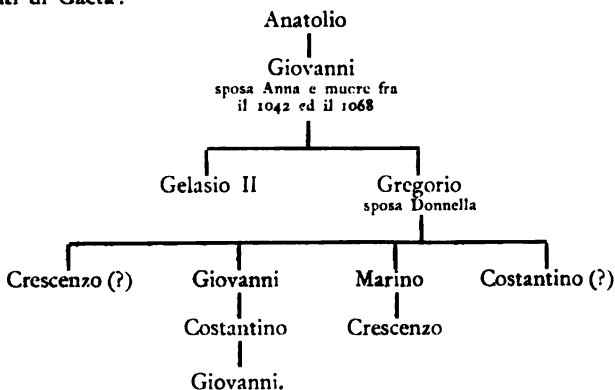 di Gaeta:
Anatolio
Giovanni
sposa Anna e muore fra
il 1042 ed il 1068
Gelasio II Gregorio
sposa Donnella
Crescenzo (?) Giovanni Marino Costantino (?)
Costantino Crescenzo
Giovanni.